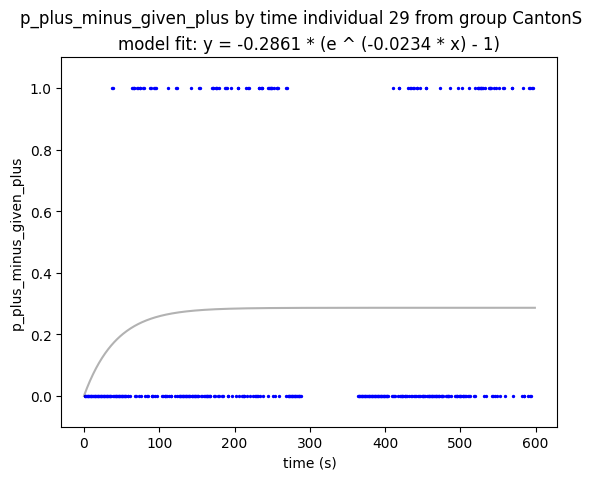 p_plus_minus_given_plus by time individual 29 from group CantonS
model fit: y = -0.2861 * (e ^ (-0.0234 * x) - 1)
1.0
0.8
0.6
0.4
0.2
0.0
p_plus_minus_given_plus
0 100 200 300 400 500 600
time (s)